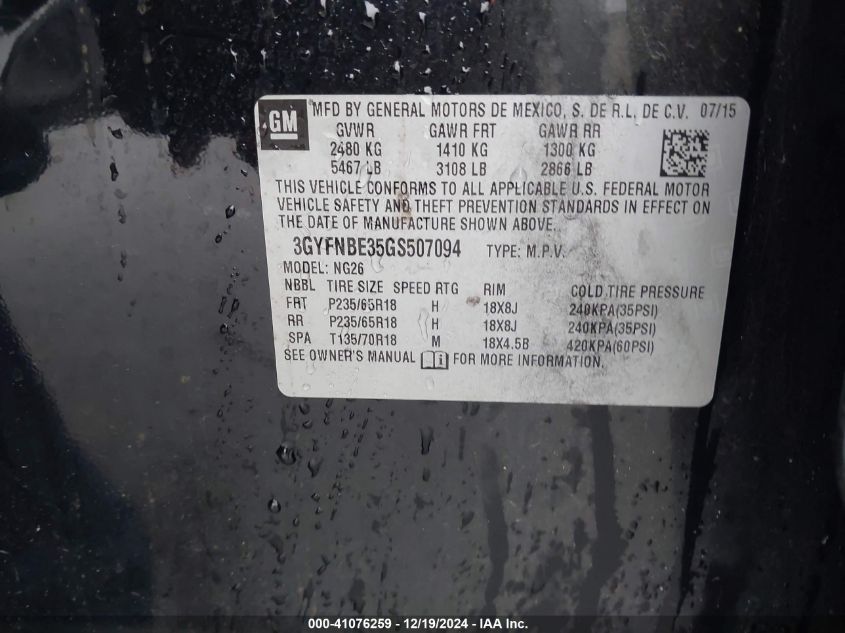 GM
MFD BY GENERAL MOTORS DE MEXICO, S. DE R.L. DE C.V. 07/15
GVWR GAWR FRT GAWR RR
2480 KG 1410 KG 1300 KG
5467 LB 3108 LB 2866 LB
THIS VEHICLE CONFORMS TO ALL APPLICABLE U.S. FEDERAL MOTOR
VEHICLE SAFETY AND THEFT PREVENTION STANDARDS IN EFFECT ON
THE DATE OF MANUFACTURE SHOWN ABOVE.
3GYFNBE35GS507094 TYPE: M.P.V.
MODEL: NG26
NBBL TIRE SIZE SPEED RTG RIM COLD TIRE PRESSURE
FRT P235/65R18 H 18X8J 240KPA(35PSI)
RR P235/65R18 H 18X8J 240KPA(35PSI)
SPA T135/70R18 M 18X4.5B 420KPA(60PSI)
SEE OWNER'S MANUAL FOR MORE INFORMATION.
000-41076259 - 12/19/2024 - IAA Inc.